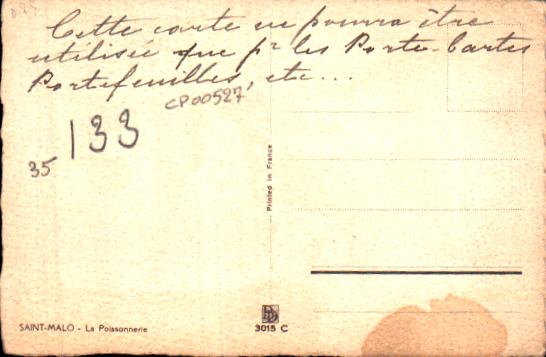 Cette carte ne pourra être
utilisée que pr les Porte-Cartes
Portefeuilles, etc...
CP00527
133
35
Printed in France
SAINT-MALO - La Poissonnerie
3015 C